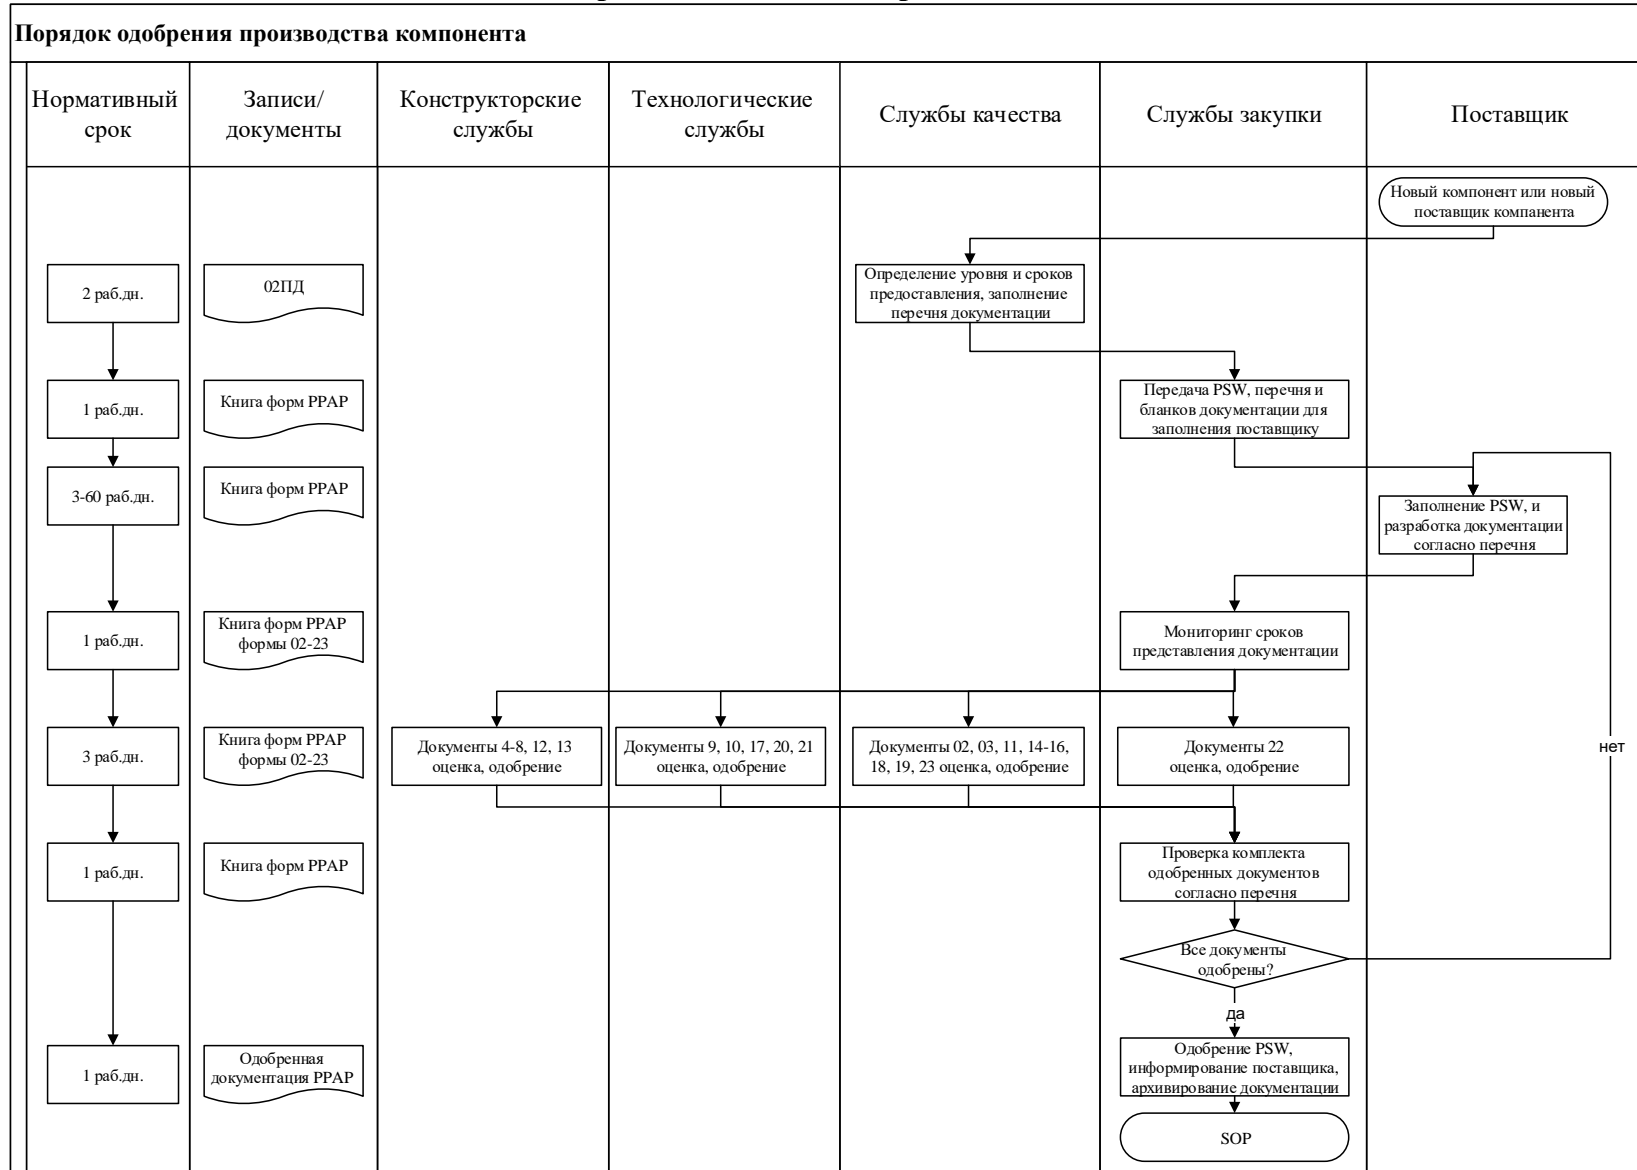 Порядок одобрения производства компонента
Нормативный
срок
Записи/
документы
Конструкторские
службы
Технологические
службы
Службы качества
Службы закупки
Поставщик
Новый компонент или новый
поставщик компанента
2 раб.дн.
02ПД
Определение уровня и сроков
предоставления, заполнение
перечня документации
1 раб.дн.
Книга форм PPAP
Передача PSW, перечня и
бланков документации для
заполнения поставщику
3-60 раб.дн.
Книга форм PPAP
Заполнение PSW, и
разработка документации
согласно перечня
1 раб.дн.
Книга форм PPAP
формы 02-23
Мониторинг сроков
представления документации
3 раб.дн.
Книга форм PPAP
формы 02-23
Документы 4-8, 12, 13
оценка, одобрение
Документы 9, 10, 17, 20, 21
оценка, одобрение
Документы 02, 03, 11, 14-16,
18, 19, 23 оценка, одобрение
Документы 22
оценка, одобрение
нет
1 раб.дн.
Книга форм PPAP
Проверка комплекта
одобренных документов
согласно перечня
Все документы
одобрены?
да
1 раб.дн.
Одобренная
документация PPAP
Одобрение PSW,
информирование поставщика,
архивирование документации
SOP